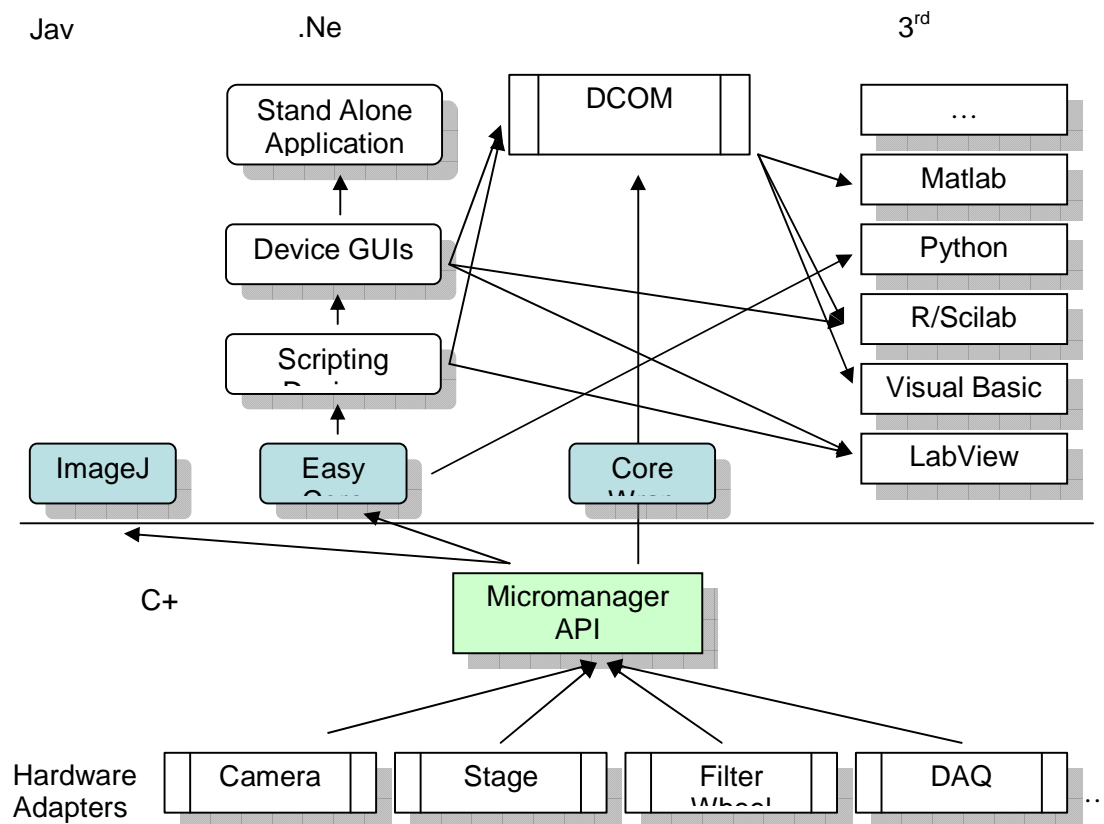 Jav
.Ne
3rd
Stand Alone
Application
DCOM
…
Matlab
Device GUIs
Python
R/Scilab
Scripting
Visual Basic
ImageJ
Easy
Core
LabView
C+
Micromanager
API
Hardware
Adapters
Camera
Stage
Filter
Wheel
DAQ
…